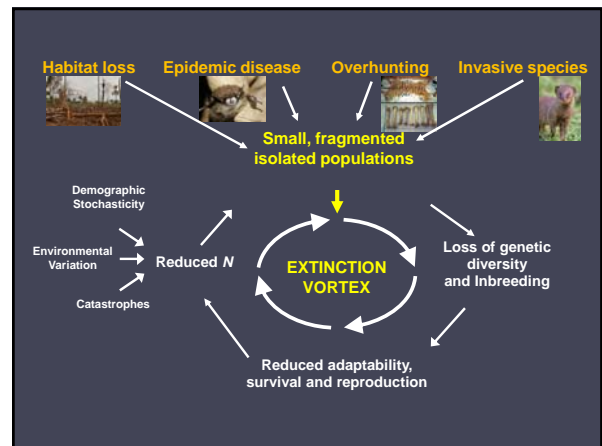 Habitat loss
Epidemic disease
Overhunting
Invasive species
Small, fragmented
isolated populations
Demographic
Stochasticity
Environmental
Variation
Catastrophes
Reduced N
EXTINCTION
VORTEX
Loss of genetic
diversity
and Inbreeding
Reduced adaptability,
survival and reproduction